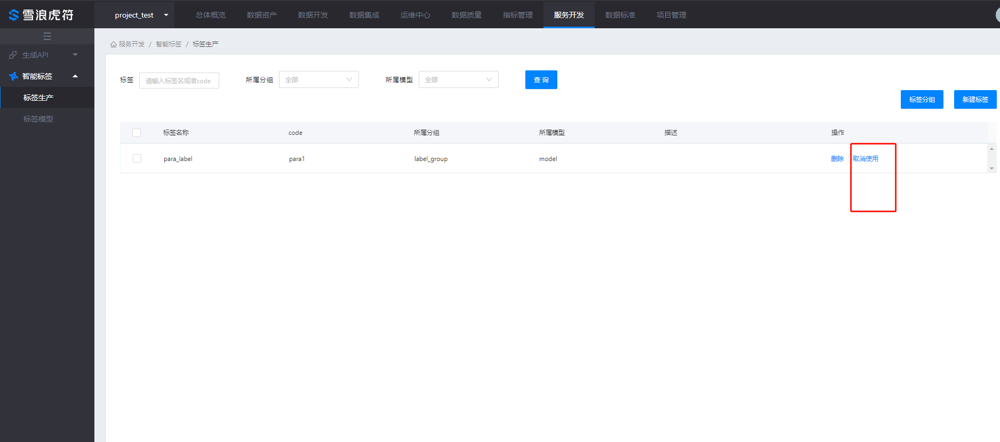 雪浪虎符
project_test
总体概览 数据资产 数据开发 数据集成 运维中心 数据质量 指标管理 服务开发 数据标准 项目管理
生成API
智能标签
标签生产
标签模型
服务开发 / 智能标签 / 标签生产
标签 请输入标签名或者code 所属分组 全部 所属模型 全部 查 询
标签分组 新建标签
标签名称 code 所属分组 所属模型 描述 操作
para_label para1 label_group model 删除 取消使用